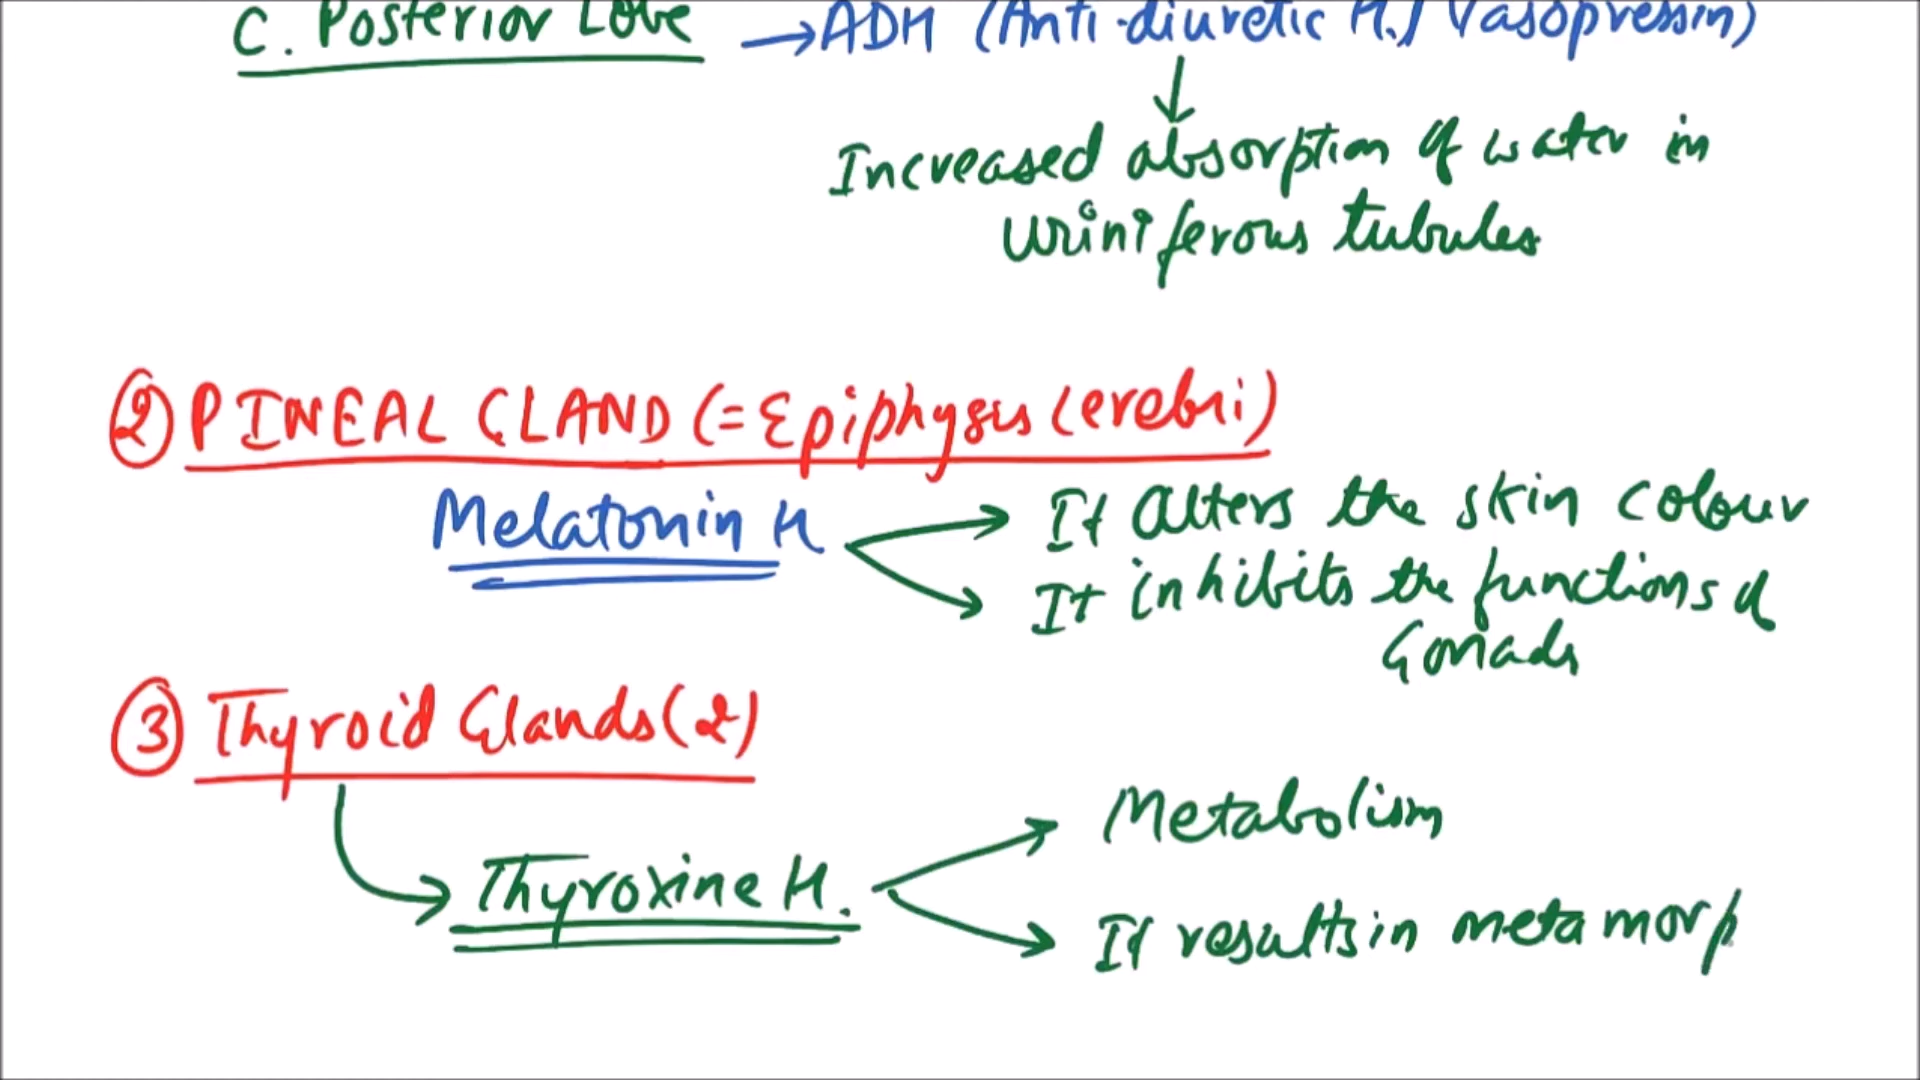 C. Posterior Lobe → ADH (Anti-diuretic H./ Vasopressin)
↓
Increased absorption of water in
Uriniferous tubules
② PINEAL GLAND (= Epiphysis Cerebri)
Melatonin H
It alters the skin colour
It inhibits the functions of
Gonads
③ Thyroid Glands (2)
Thyroxine H.
Metabolism
It results in metamorp